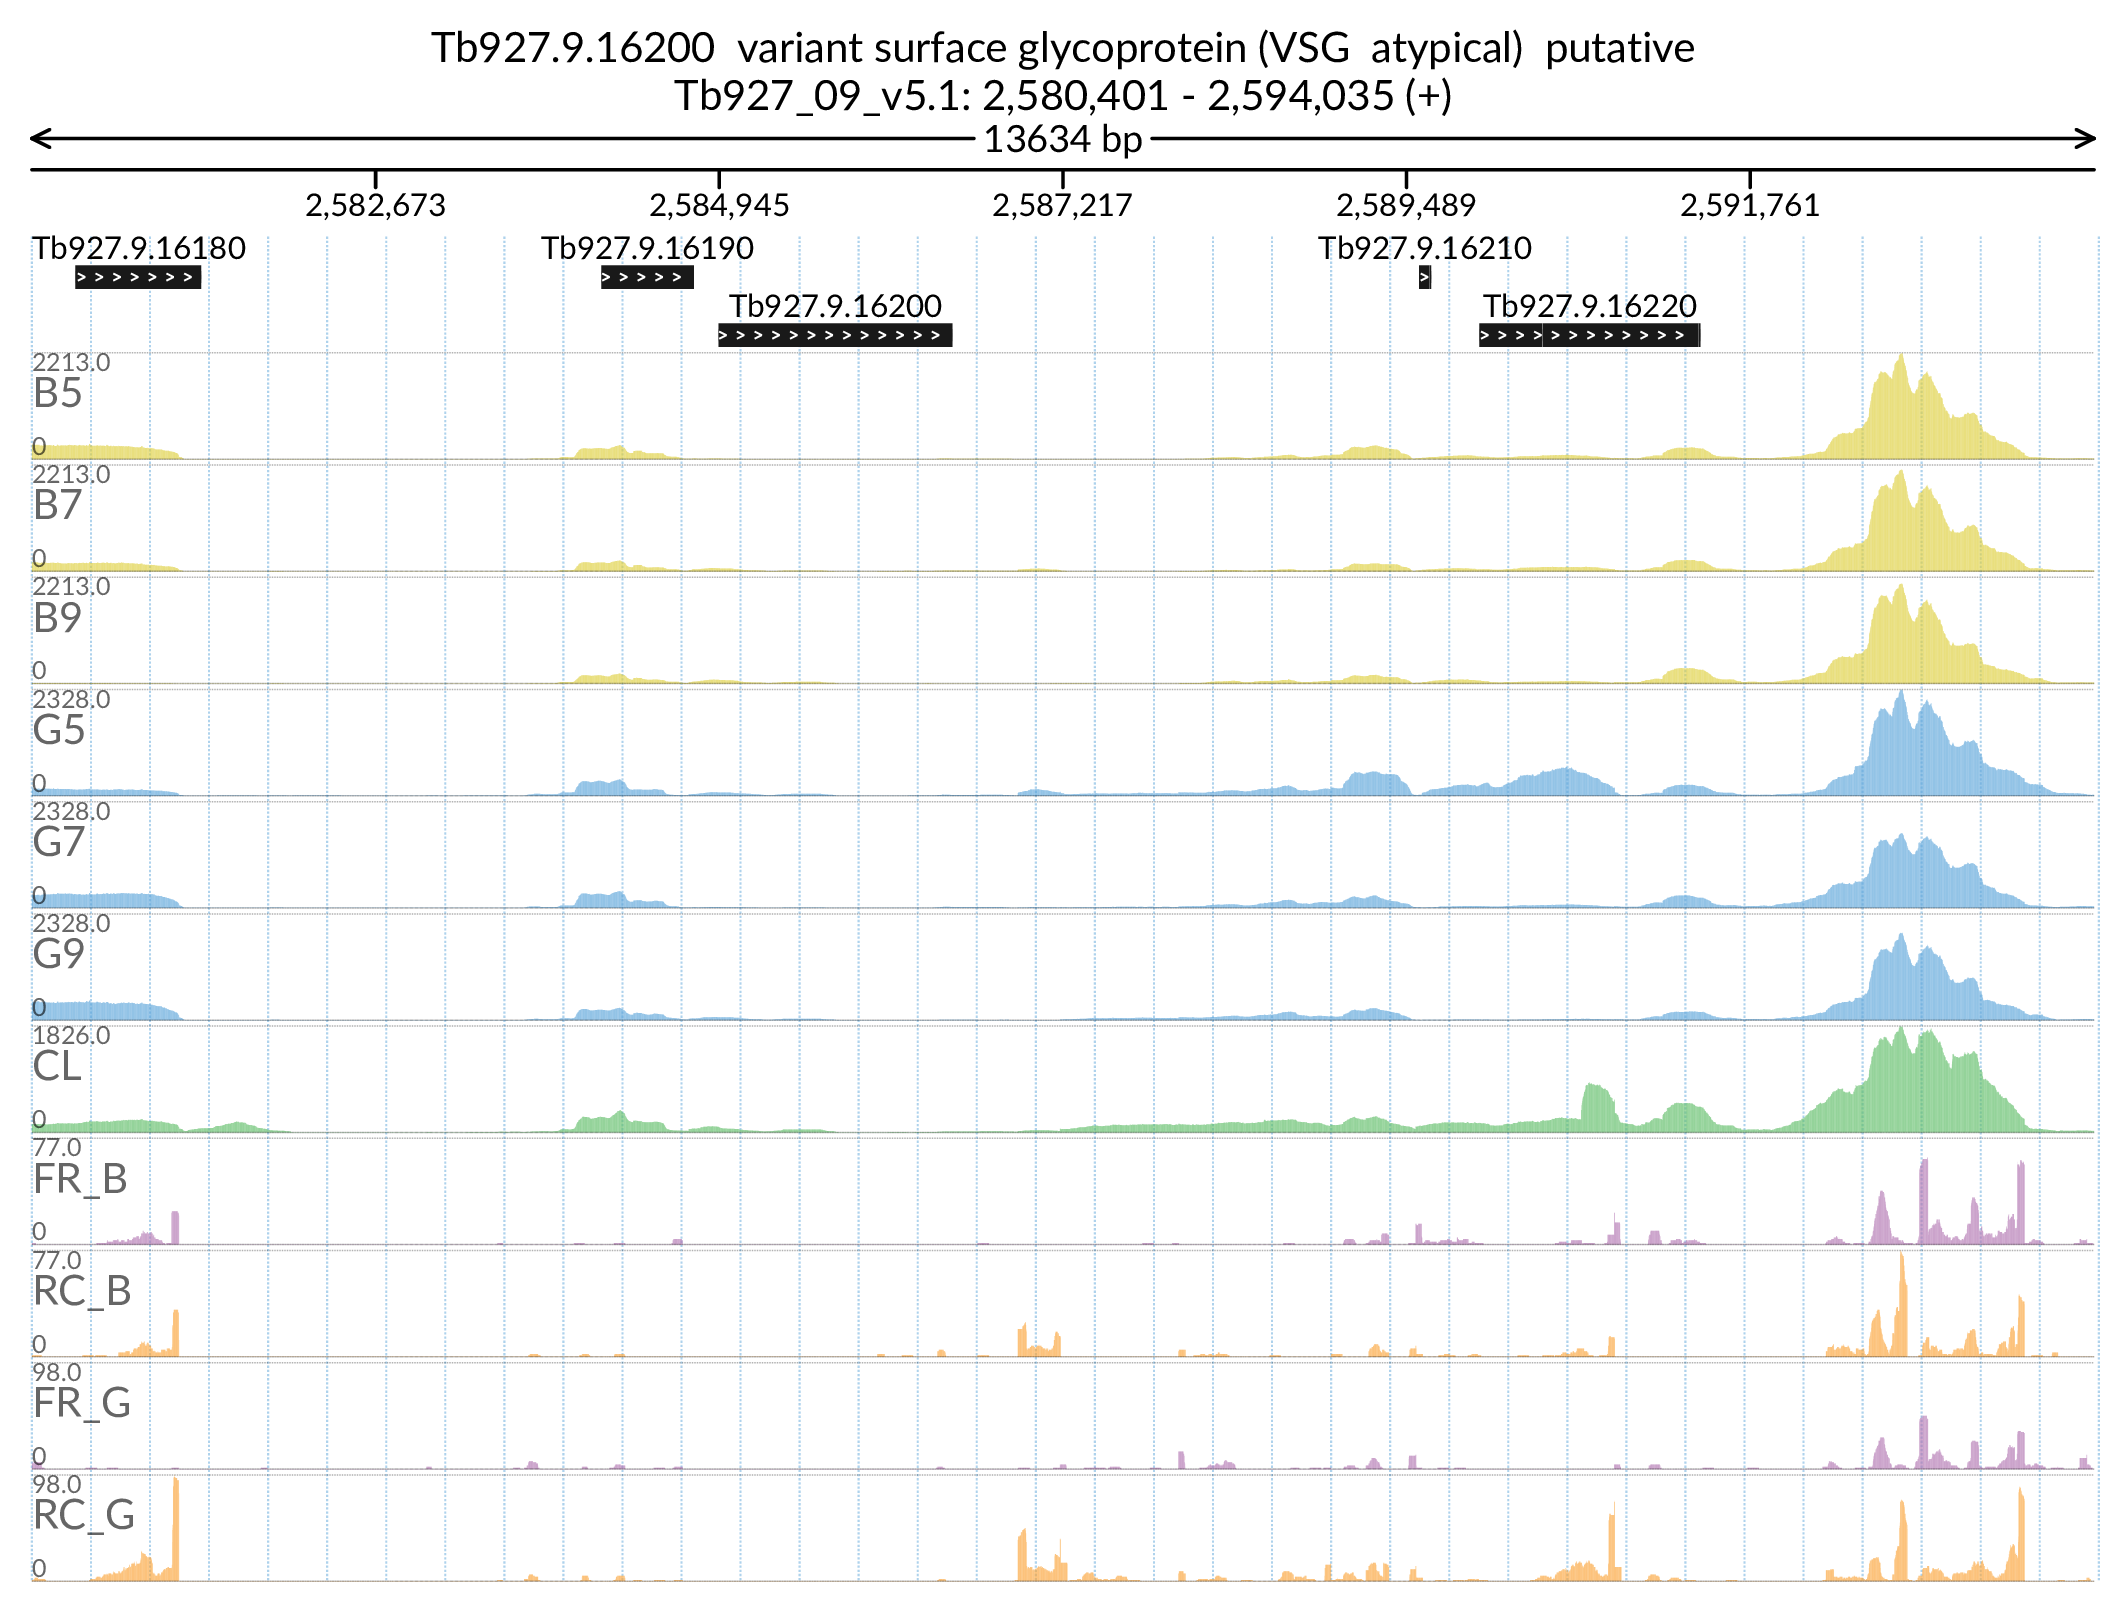 Tb927.9.16200 variant surface glycoprotein (VSG atypical) putative
Tb927_09_v5.1: 2,580,401 - 2,594,035 (+)
13634 bp
2,582,673 2,584,945 2,587,217 2,589,489 2,591,761
Tb927.9.16180 Tb927.9.16190 Tb927.9.16210
Tb927.9.16200 Tb927.9.16220
2213.0
B5
0
2213.0
B7
0
2213.0
B9
0
2328.0
G5
0
2328.0
G7
0
2328.0
G9
0
1826.0
CL
0
77.0
FR_B
0
77.0
RC_B
0
98.0
FR_G
0
98.0
RC_G
0